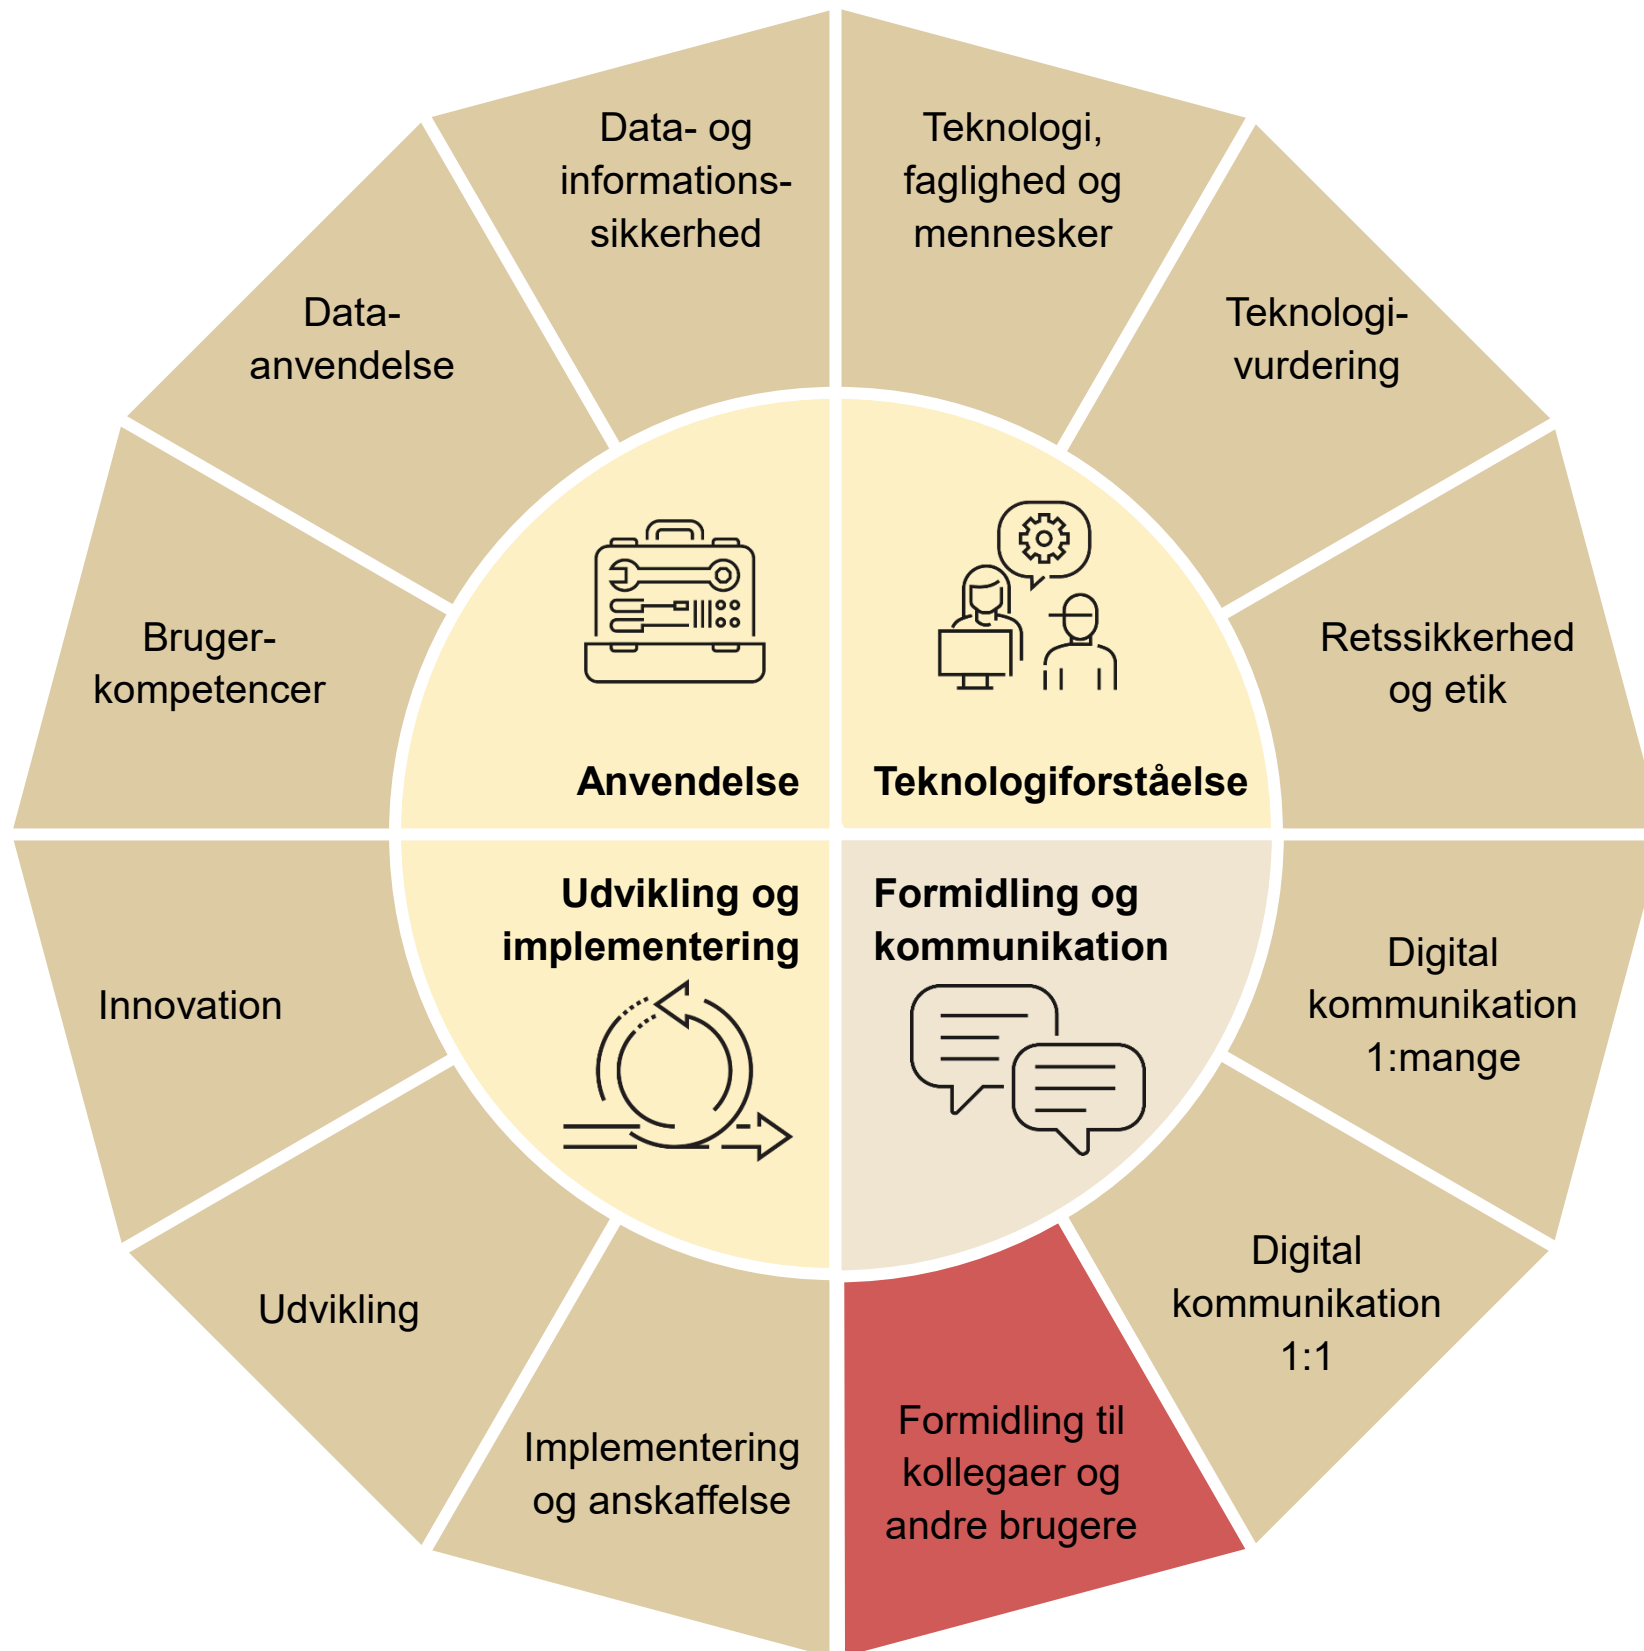 Data- og
informations-
sikkerhed
Teknologi,
faglighed og
mennesker
Data-
anvendelse
Teknologi-
vurdering
Bruger-
kompetencer
Retssikkerhed
og etik
Anvendelse
Teknologiforståelse
Udvikling og
implementering
Formidling og
kommunikation
Innovation
Digital
kommunikation
1:mange
Udvikling
Digital
kommunikation
1:1
Implementering
og anskaffelse
Formidling til
kollegaer og
andre brugere